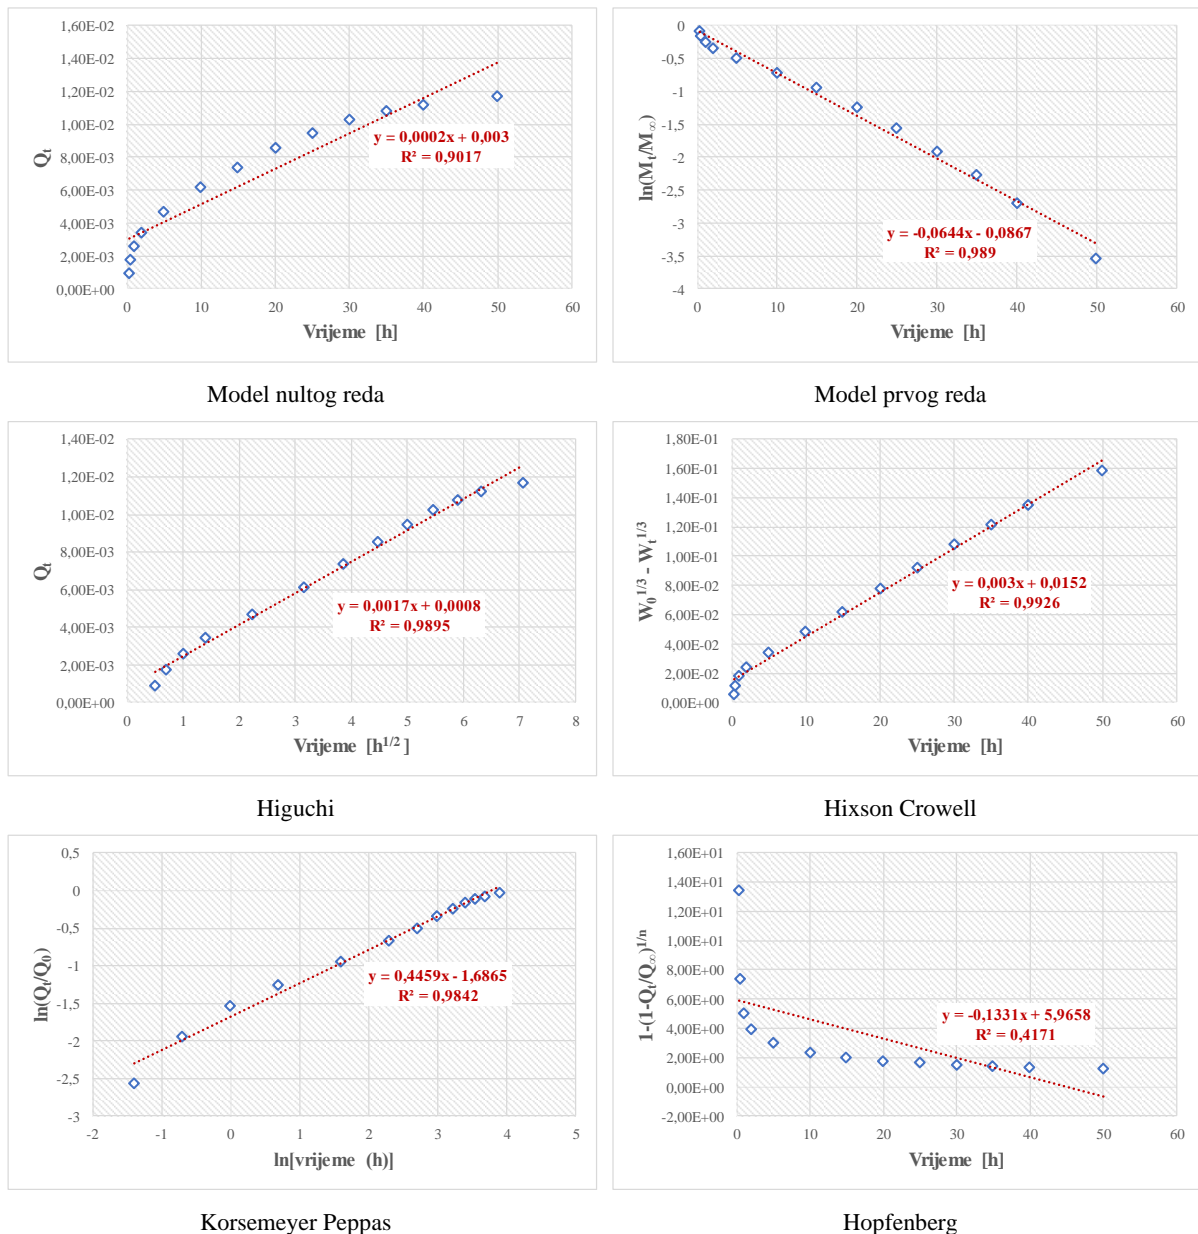 1,60E-02
1,40E-02
1,20E-02
1,00E-02
8,00E-03
6,00E-03
4,00E-03
2,00E-03
0,00E+00
Qt
y = 0,0002x + 0,003
R² = 0,9017
0 10 20 30 40 50 60
Vrijeme [h]
Model nultog reda
0
-0,5
-1
-1,5
-2
-2,5
-3
-3,5
-4
ln(Mt/M∞)
y = -0,0644x - 0,0867
R² = 0,989
0 10 20 30 40 50 60
Vrijeme [h]
Model prvog reda
1,40E-02
1,20E-02
1,00E-02
8,00E-03
6,00E-03
4,00E-03
2,00E-03
0,00E+00
Qt
y = 0,0017x + 0,0008
R² = 0,9895
0 1 2 3 4 5 6 7 8
Vrijeme [h^1/2]
Higuchi
1,80E-01
1,60E-01
1,40E-01
1,20E-01
1,00E-01
8,00E-02
6,00E-02
4,00E-02
2,00E-02
0,00E+00
W0^1/3 - Wt^1/3
y = 0,003x + 0,0152
R² = 0,9926
0 10 20 30 40 50 60
Vrijeme [h]
Hixson Crowell
0,5
0
-0,5
-1
-1,5
-2
-2,5
-3
ln(Qt/Q0)
y = 0,4459x - 1,6865
R² = 0,9842
-2 -1 0 1 2 3 4 5
ln[vrijeme (h)]
Korsemeyer Peppas
1,60E+01
1,40E+01
1,20E+01
1,00E+01
8,00E+00
6,00E+00
4,00E+00
2,00E+00
0,00E+00
-2,00E+00
1-(1-Qt/Q∞)^1/n
y = -0,1331x + 5,9658
R² = 0,4171
0 10 20 30 40 50 60
Vrijeme [h]
Hopfenberg